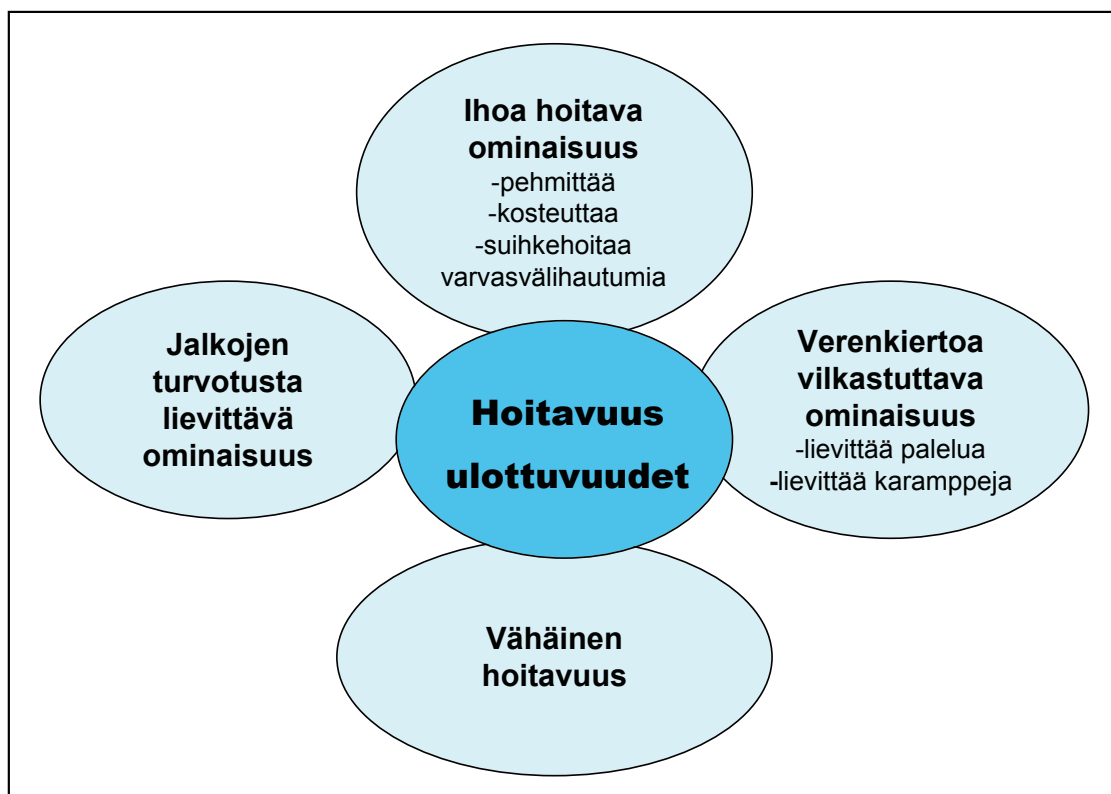 Ihoa hoitava
ominaisuus
-pehmittää
-kosteuttaa
-suihkehoitaa
varvasvälihautumia
Jalkojen
turvotusta
lievittävä
ominaisuus
Hoitavuus
ulottuvuudet
Verenkiertoa
vilkastuttava
ominaisuus
-lievittää palelua
-lievittää karamppeja
Vähäinen
hoitavuus